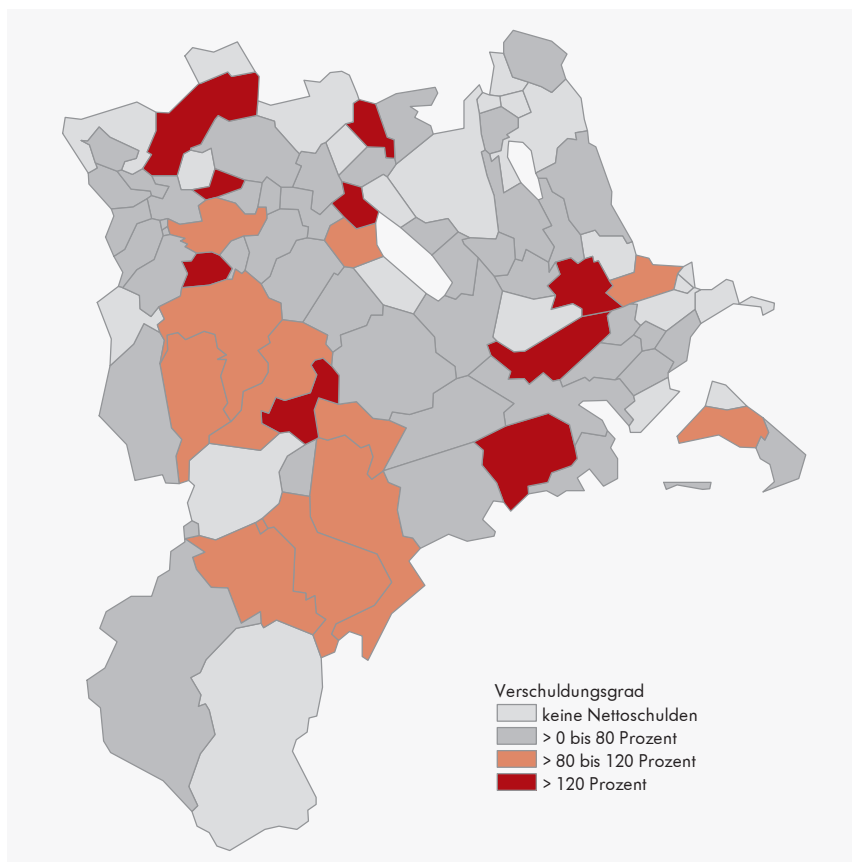 Verschuldungsgrad
keine Nettoschulden
> 0 bis 80 Prozent
> 80 bis 120 Prozent
> 120 Prozent